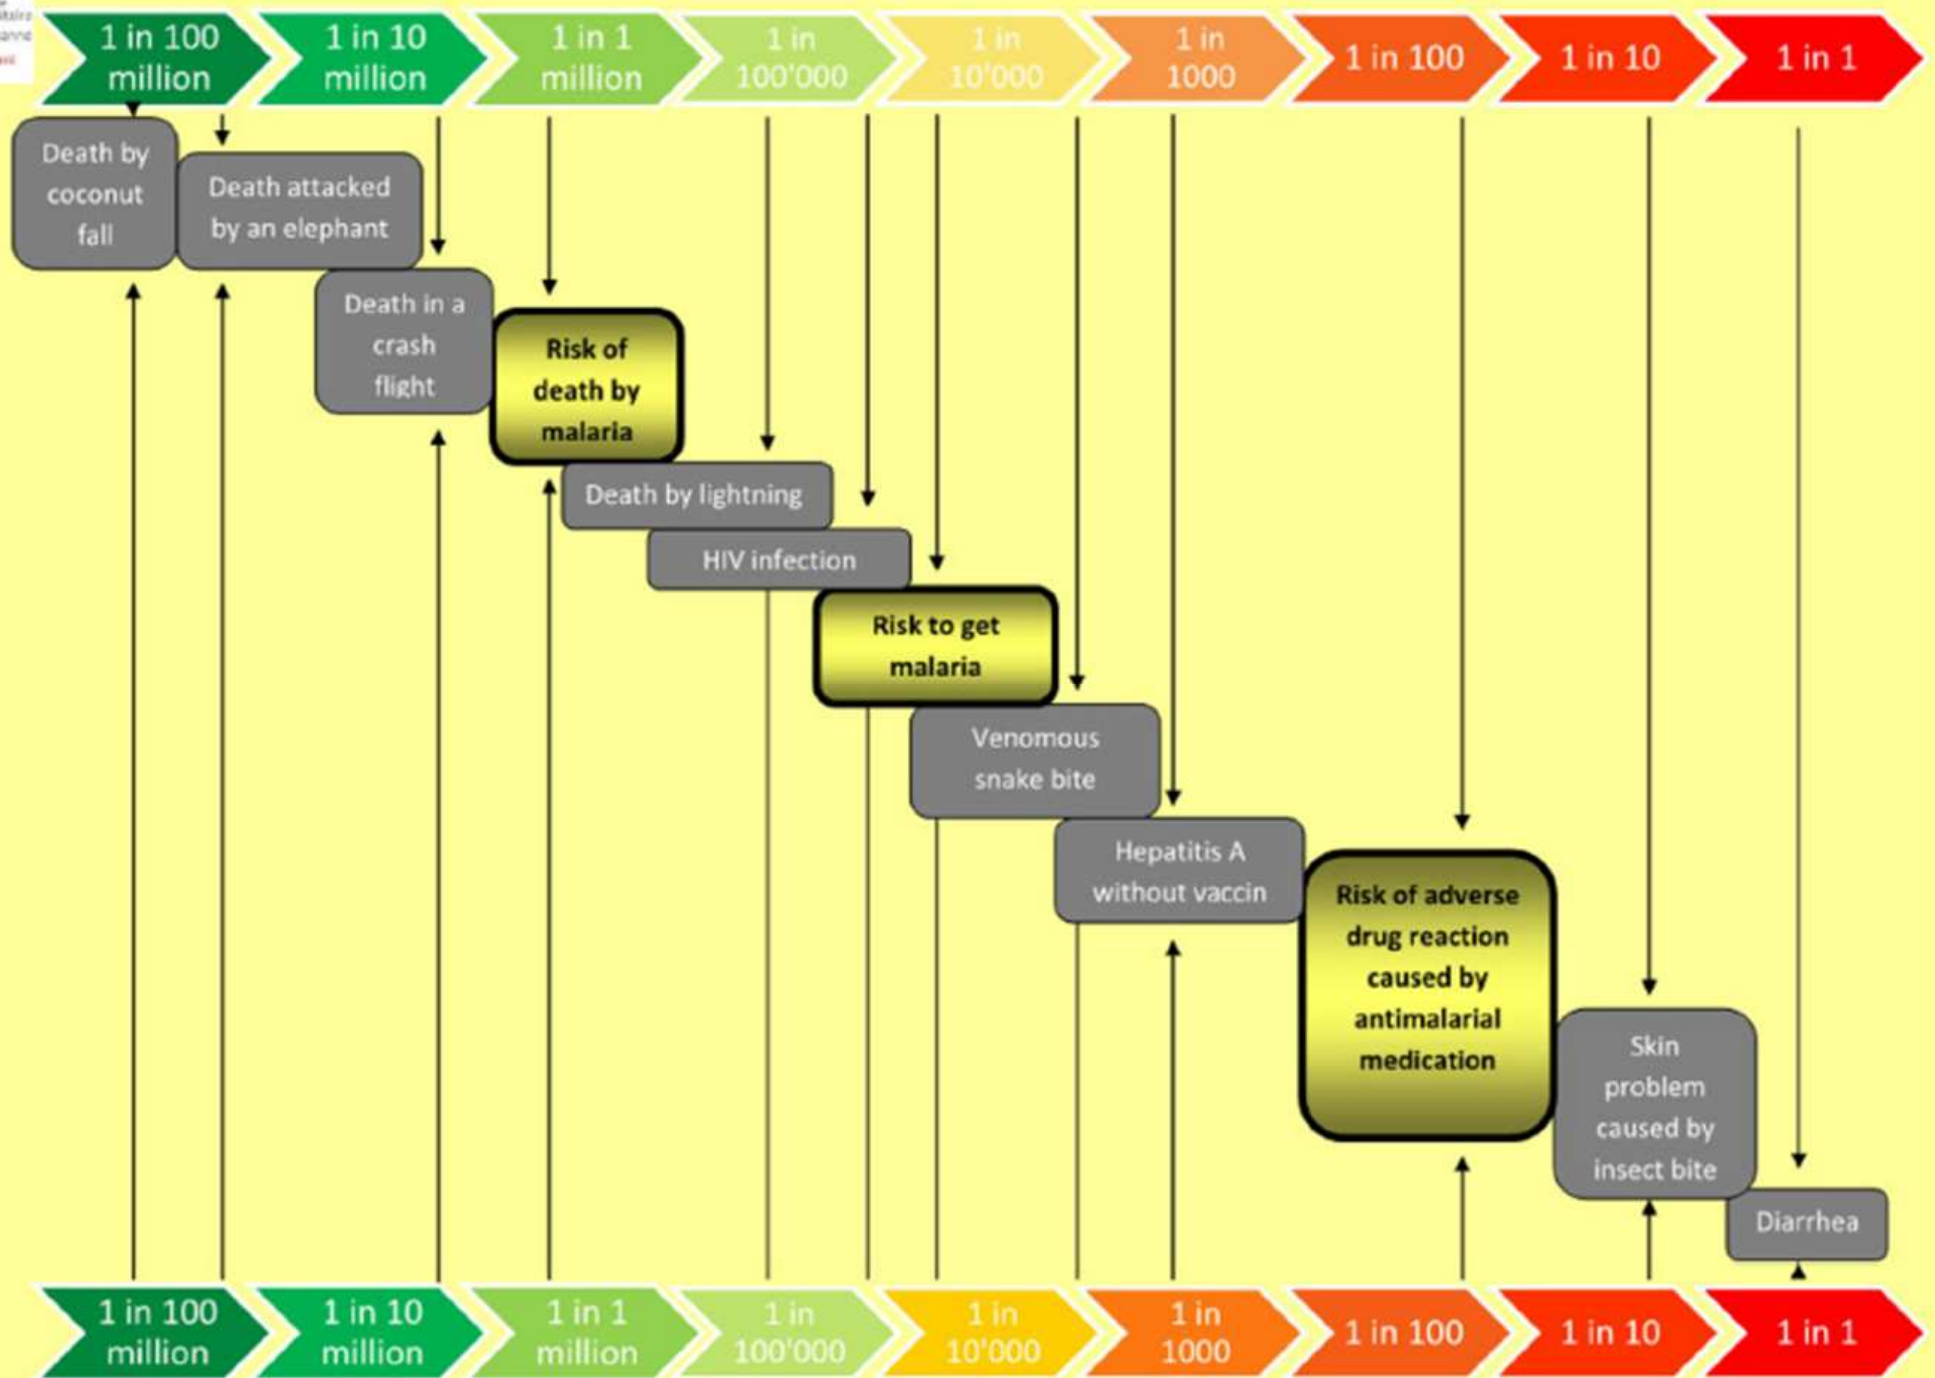 1 in 100
million
1 in 10
million
1 in 1
million
1 in
100'000
1 in
10'000
1 in
1000
1 in 100
1 in 10
1 in 1
Death by
coconut
fall
Death attacked
by an elephant
Death in a
crash
flight
Risk of
death by
malaria
Death by lightning
HIV infection
Risk to get
malaria
Venomous
snake bite
Hepatitis A
without vaccin
Risk of adverse
drug reaction
caused by
antimalarial
medication
Skin
problem
caused by
insect bite
Diarrhea
1 in 100
million
1 in 10
million
1 in 1
million
1 in
100'000
1 in
10'000
1 in
1000
1 in 100
1 in 10
1 in 1